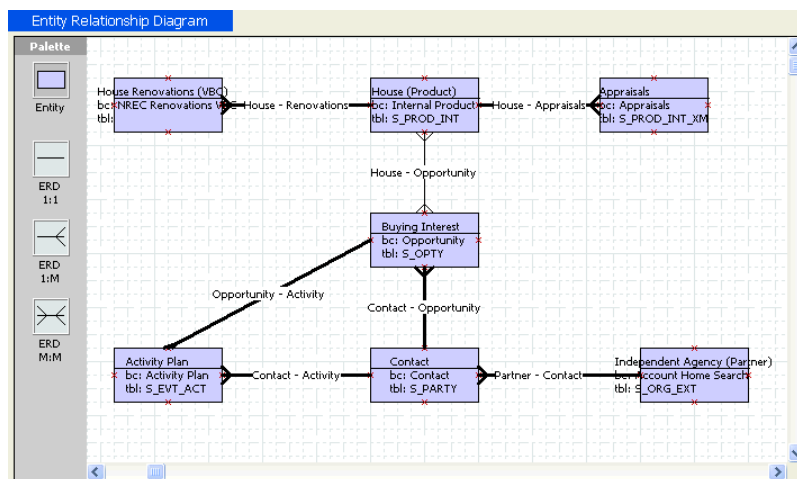 Entity Relationship Diagram
Palette
Entity
ERD
1:1
ERD
1:M
ERD
M:M
House Renovations (VBC)
NREC Renovations
tbl:
House - Renovations
House (Product)
bc: Internal Product
tbl: S_PROD_INT
House - Appraisals
Appraisals
bc: Appraisals
tbl: S_PROD_INT_XM
House - Opportunity
Buying Interest
bc: Opportunity
tbl: S_OPTY
Opportunity - Activity
Contact - Opportunity
Activity Plan
bc: Activity Plan
tbl: S_EVT_ACT
Contact - Activity
Contact
bc: Contact
tbl: S_PARTY
Partner - Contact
Independent Agency (Partner)
bc: Account Home Search
tbl: S_ORG_EXT